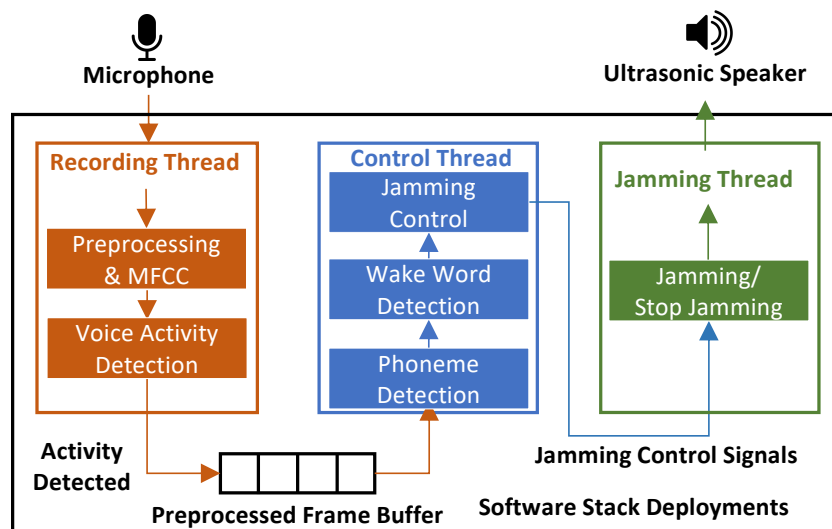 Microphone
Ultrasonic Speaker
Recording Thread
Preprocessing
& MFCC
Voice Activity
Detection
Control Thread
Jamming
Control
Wake Word
Detection
Phoneme
Detection
Jamming Thread
Jamming/
Stop Jamming
Activity
Detected
Preprocessed Frame Buffer
Jamming Control Signals
Software Stack Deployments